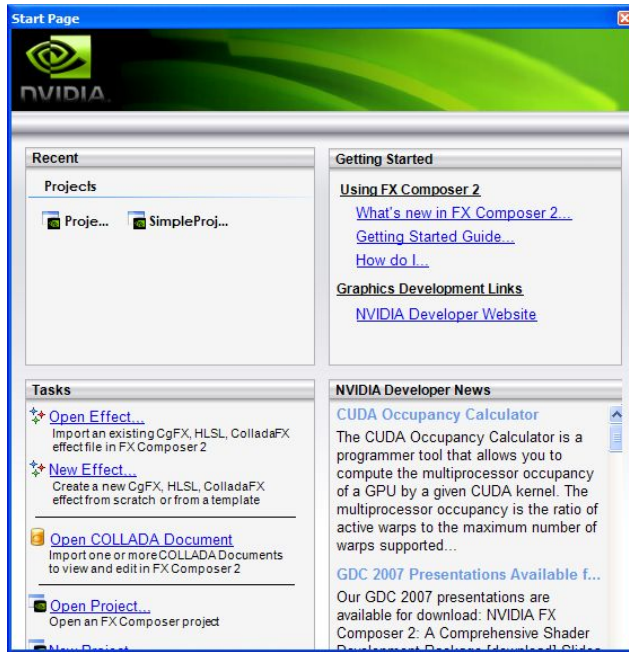 Start Page
NVIDIA.
Recent
Projects
Proje...
SimpleProj...
Getting Started
Using FX Composer 2
What's new in FX Composer 2...
Getting Started Guide...
How do I...
Graphics Development Links
NVIDIA Developer Website
Tasks
Open Effect...
Import an existing CgFX, HLSL, ColladaFX
effect file in FX Composer 2
New Effect...
Create a new CgFX, HLSL, ColladaFX
effect from scratch or from a template
Open COLLADA Document
Import one or more COLLADA Documents
to view and edit in FX Composer 2
Open Project...
Open an FX Composer project
New Project...
NVIDIA Developer News
CUDA Occupancy Calculator
The CUDA Occupancy Calculator is a
programmer tool that allows you to
compute the multiprocessor occupancy
of a GPU by a given CUDA kernel. The
multiprocessor occupancy is the ratio of
active warps to the maximum number of
warps supported...
GDC 2007 Presentations Available f...
Our GDC 2007 presentations are
available for download: NVIDIA FX
Composer 2: A Comprehensive Shader
Development Package [download] Slides